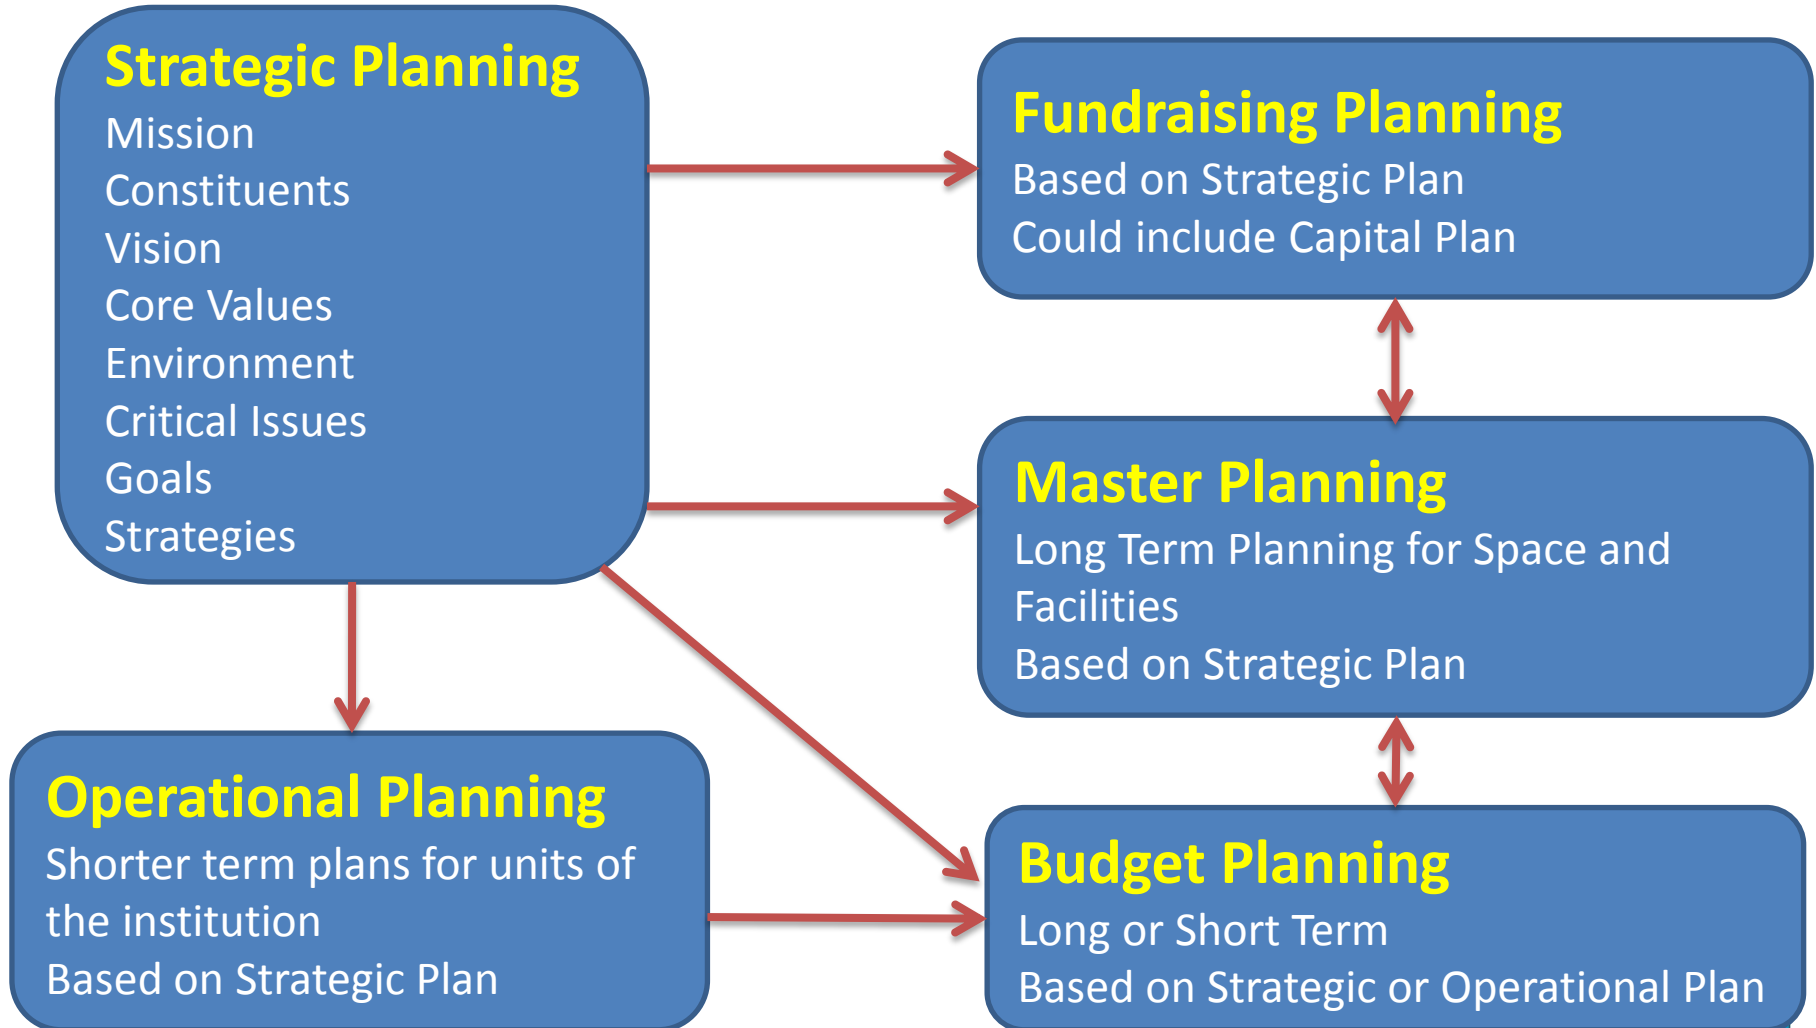 Strategic Planning
Mission
Constituents
Vision
Core Values
Environment
Critical Issues
Goals
Strategies
Fundraising Planning
Based on Strategic Plan
Could include Capital Plan
Master Planning
Long Term Planning for Space and
Facilities
Based on Strategic Plan
Operational Planning
Shorter term plans for units of
the institution
Based on Strategic Plan
Budget Planning
Long or Short Term
Based on Strategic or Operational Plan